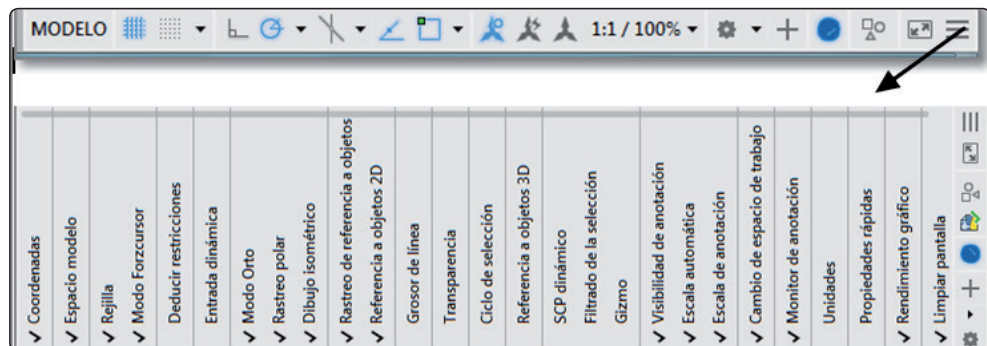 MODELO
1:1 / 100%
✓ Coordenadas
✓ Espacio modelo
✓ Rejilla
✓ Modo Forzcursor
Deducir restricciones
Entrada dinámica
✓ Modo Orto
✓ Rastreo polar
✓ Dibujo isométrico
✓ Rastreo de referencia a objetos
✓ Referencia a objetos 2D
Grosor de línea
Transparencia
Ciclo de selección
Referencia a objetos 3D
SCP dinámico
Filtrado de la selección
Gizmo
✓ Visibilidad de anotación
✓ Escala automática
✓ Escala de anotación
✓ Cambio de espacio de trabajo
✓ Monitor de anotación
Unidades
Propiedades rápidas
✓ Rendimiento gráfico
✓ Limpiar pantalla